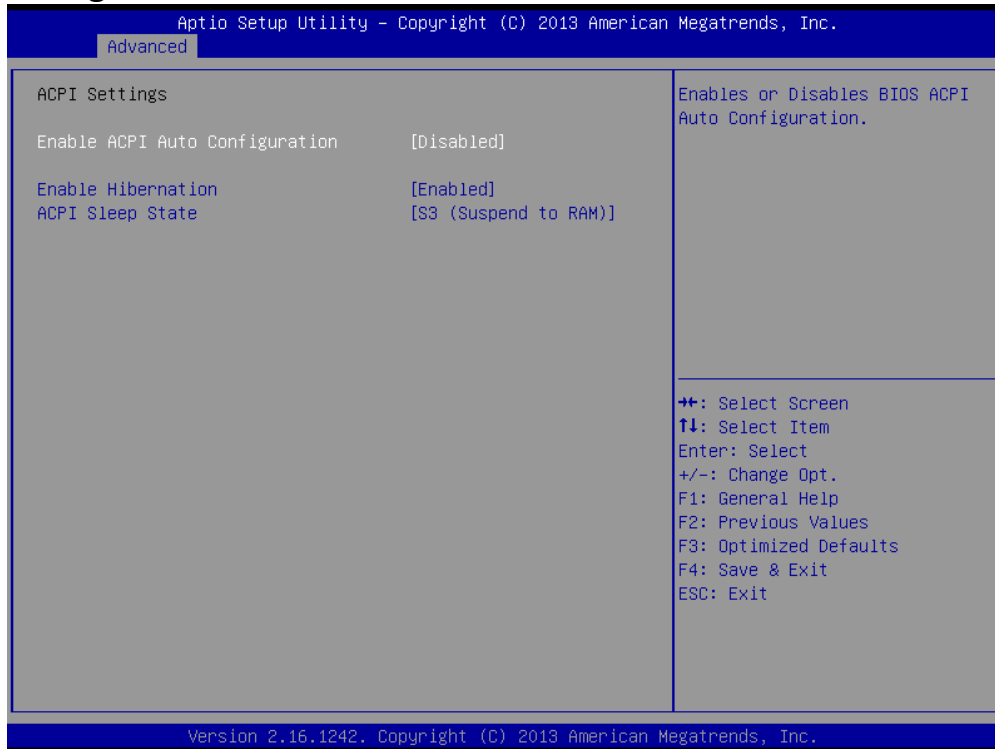 Aptio Setup Utility – Copyright (C) 2013 American Megatrends, Inc.
Advanced
ACPI Settings
Enable ACPI Auto Configuration [Disabled]
Enable Hibernation [Enabled]
ACPI Sleep State [S3 (Suspend to RAM)]
Enables or Disables BIOS ACPI
Auto Configuration.
→←: Select Screen
↑↓: Select Item
Enter: Select
+/-: Change Opt.
F1: General Help
F2: Previous Values
F3: Optimized Defaults
F4: Save & Exit
ESC: Exit
Version 2.16.1242. Copyright (C) 2013 American Megatrends, Inc.